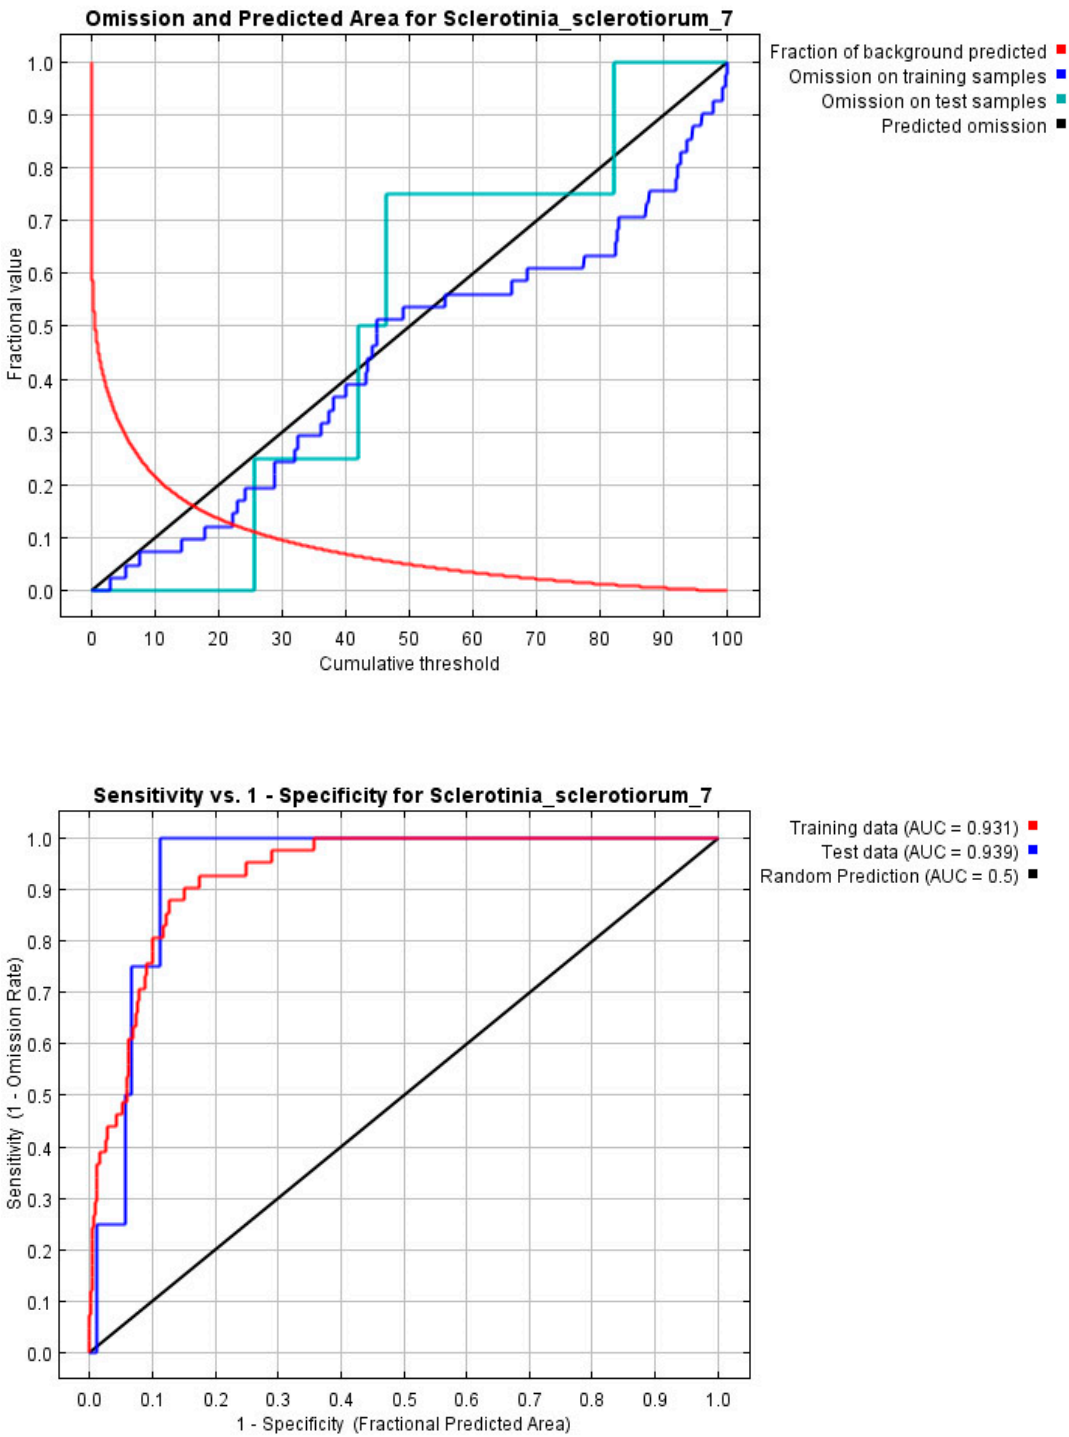 Omission and Predicted Area for Sclerotinia_sclerotiorum_7
Fraction of background predicted
Omission on training samples
Omission on test samples
Predicted omission
1.0
0.9
0.8
0.7
0.6
0.5
0.4
0.3
0.2
0.1
0.0
Fractional value
0 10 20 30 40 50 60 70 80 90 100
Cumulative threshold
Sensitivity vs. 1 - Specificity for Sclerotinia_sclerotiorum_7
Training data (AUC = 0.931)
Test data (AUC = 0.939)
Random Prediction (AUC = 0.5)
1.0
0.9
0.8
0.7
0.6
0.5
0.4
0.3
0.2
0.1
0.0
Sensitivity (1 - Omission Rate)
0.0 0.1 0.2 0.3 0.4 0.5 0.6 0.7 0.8 0.9 1.0
1 - Specificity (Fractional Predicted Area)